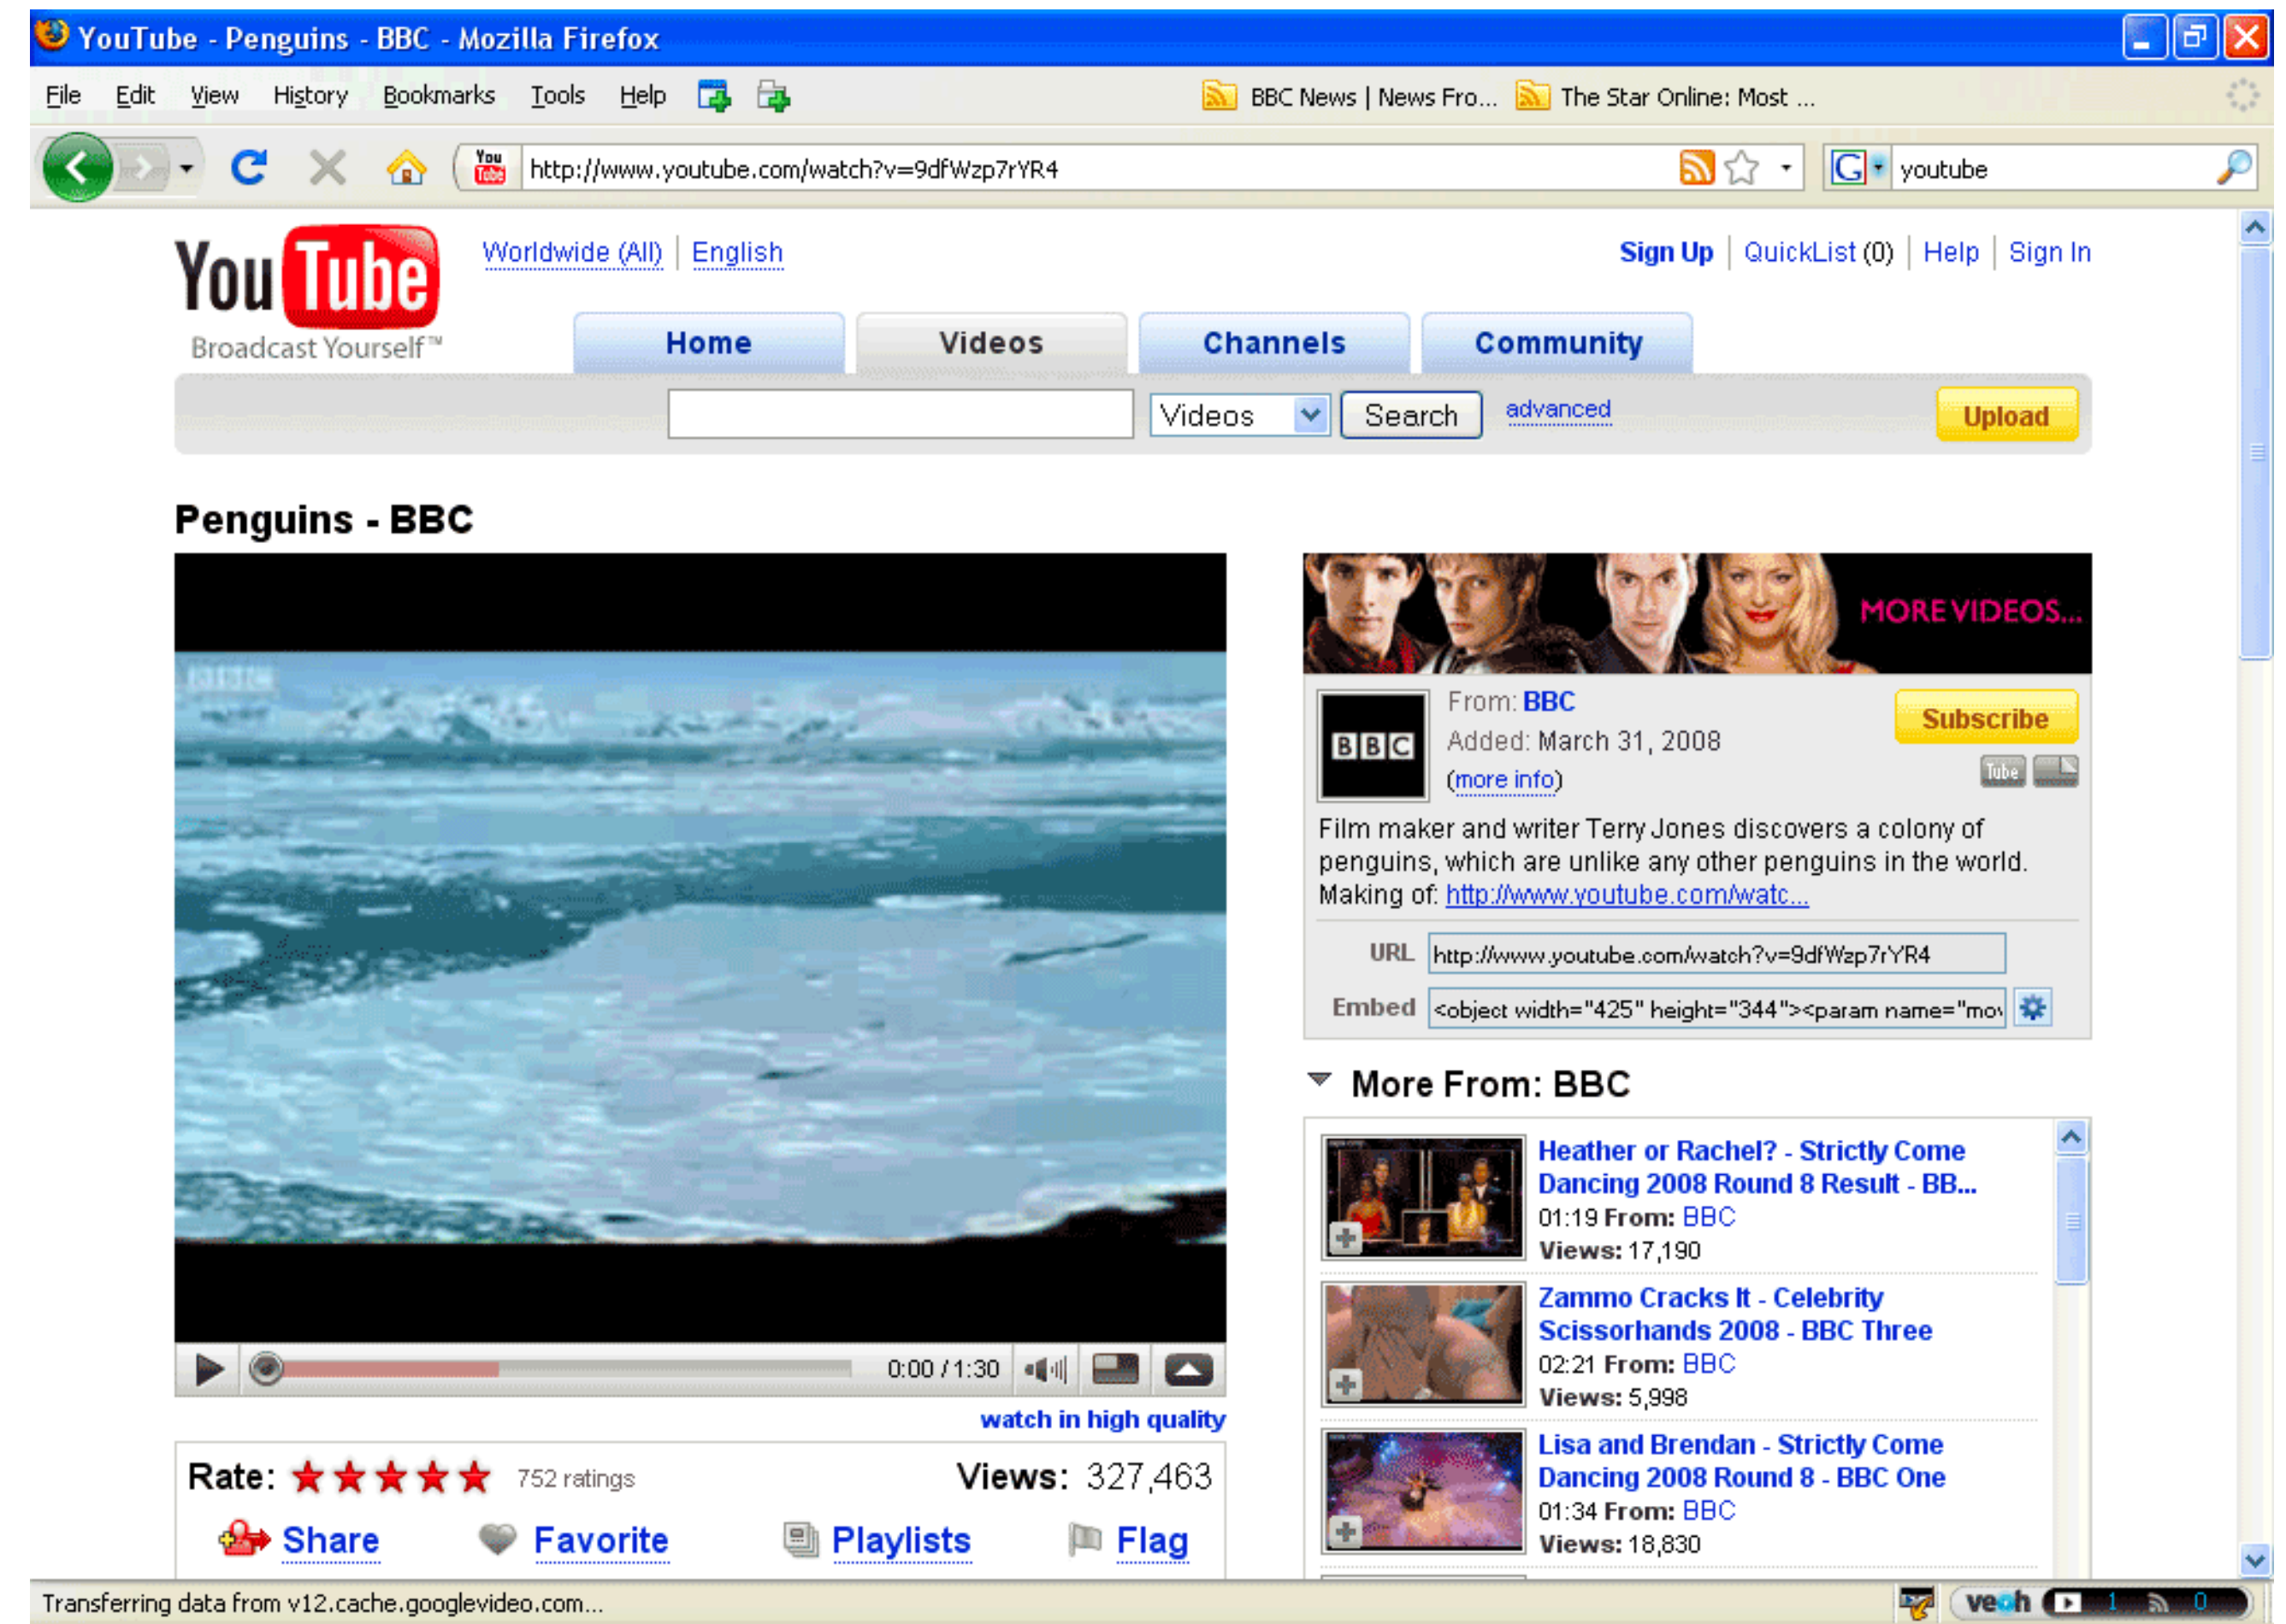 YouTube - Penguins - BBC - Mozilla Firefox
File Edit View History Bookmarks Tools Help
BBC News | News Fro... The Star Online: Most ...
You Tube http://www.youtube.com/watch?v=9dfWzp7rYR4
G youtube
You Tube
Broadcast Yourself™
Worldwide (All) | English
Sign Up | QuickList (0) | Help | Sign In
Home Videos Channels Community
Videos Search advanced Upload
Penguins - BBC
BBC
MORE VIDEOS...
BBC
From: BBC
Added: March 31, 2008
(more info)
Subscribe
Tube
Film maker and writer Terry Jones discovers a colony of
penguins, which are unlike any other penguins in the world.
Making of: http://www.youtube.com/watc...
URL http://www.youtube.com/watch?v=9dfWzp7rYR4
Embed <object width="425" height="344"><param name="mov
More From: BBC
Heather or Rachel? - Strictly Come
Dancing 2008 Round 8 Result - BB...
01:19 From: BBC
Views: 17,190
Zammo Cracks It - Celebrity
Scissorhands 2008 - BBC Three
02:21 From: BBC
Views: 5,998
Lisa and Brendan - Strictly Come
Dancing 2008 Round 8 - BBC One
01:34 From: BBC
Views: 18,830
0:00 / 1:30
watch in high quality
Rate: 752 ratings Views: 327,463
Share Favorite Playlists Flag
Transferring data from v12.cache.googlevideo.com...
veoh 1 0